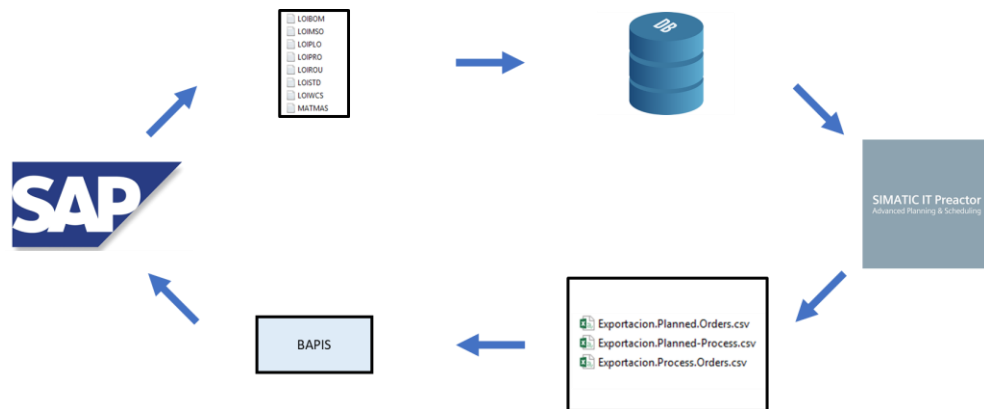 LOIBOM
LOIMSO
LOIPLO
LOIPRO
LOIROU
LOISTD
LOIWCS
MATMAS
DB
SAP
SIMATIC IT Preactor
Advanced Planning & Scheduling
Exportacion.Planned.Orders.csv
Exportacion.Planned-Process.csv
Exportacion.Process.Orders.csv
BAPIS